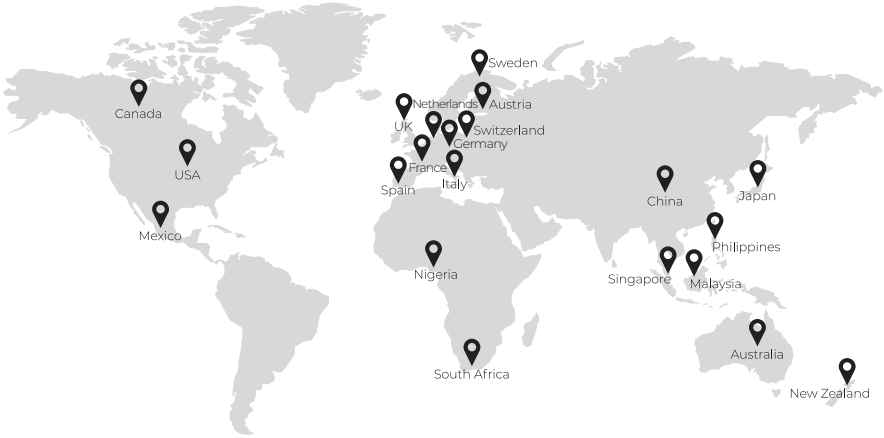 Sweden
Canada
Netherlands
Austria
UK
Switzerland
Germany
USA
France
Italy
Spain
China
Japan
Mexico
Philippines
Nigeria
Singapore
Malaysia
Australia
South Africa
New Zealand